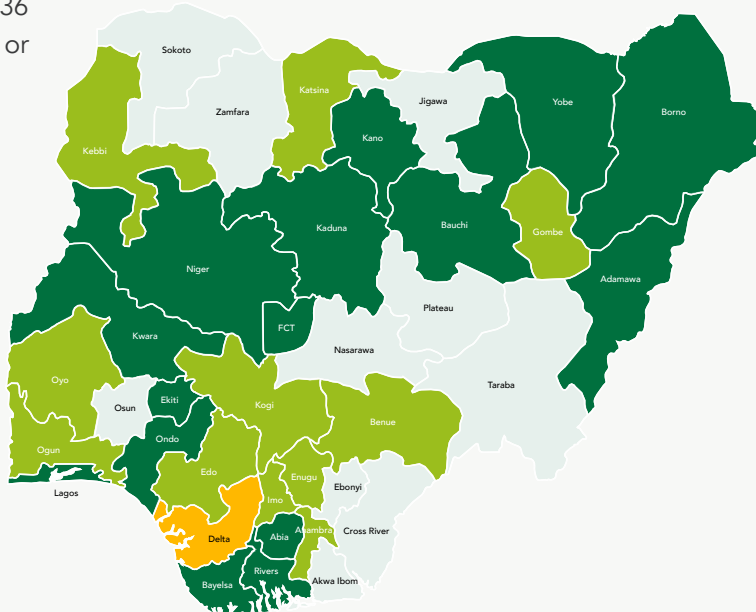 36
or
Sokoto
Katsina
Jigawa
Yobe
Borno
Zamfara
Kano
Kebbi
Kaduna
Bauchi
Gombe
Niger
Adamawa
Plateau
FCT
Kwara
Nasarawa
Oyo
Taraba
Ekiti
Osun
Kogi
Benue
Ondo
Ogun
Edo
Enugu
Ebonyi
Lagos
Imo
Anambra
Cross River
Delta
Abia
Rivers
Akwa Ibom
Bayelsa